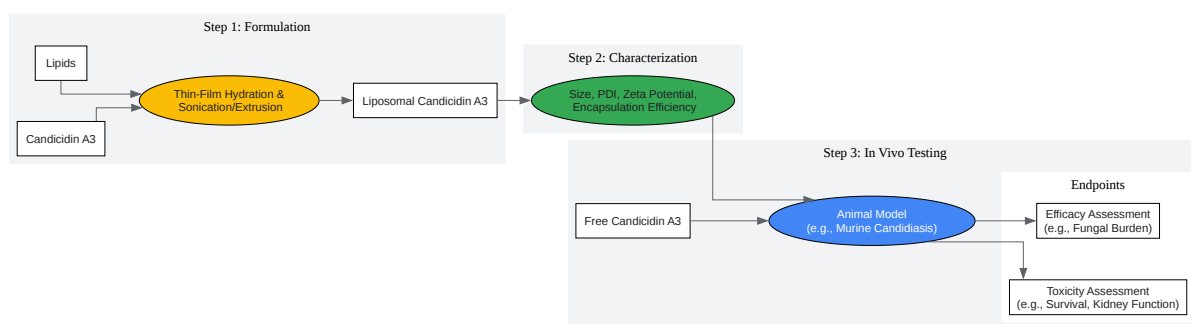 Step 1: Formulation
Lipids
Thin-Film Hydration &
Sonication/Extrusion
Candicidin A3
Liposomal Candicidin A3
Step 2: Characterization
Size, PDI, Zeta Potential,
Encapsulation Efficiency
Step 3: In Vivo Testing
Free Candicidin A3
Animal Model
(e.g., Murine Candidiasis)
Endpoints
Efficacy Assessment
(e.g., Fungal Burden)
Toxicity Assessment
(e.g., Survival, Kidney Function)